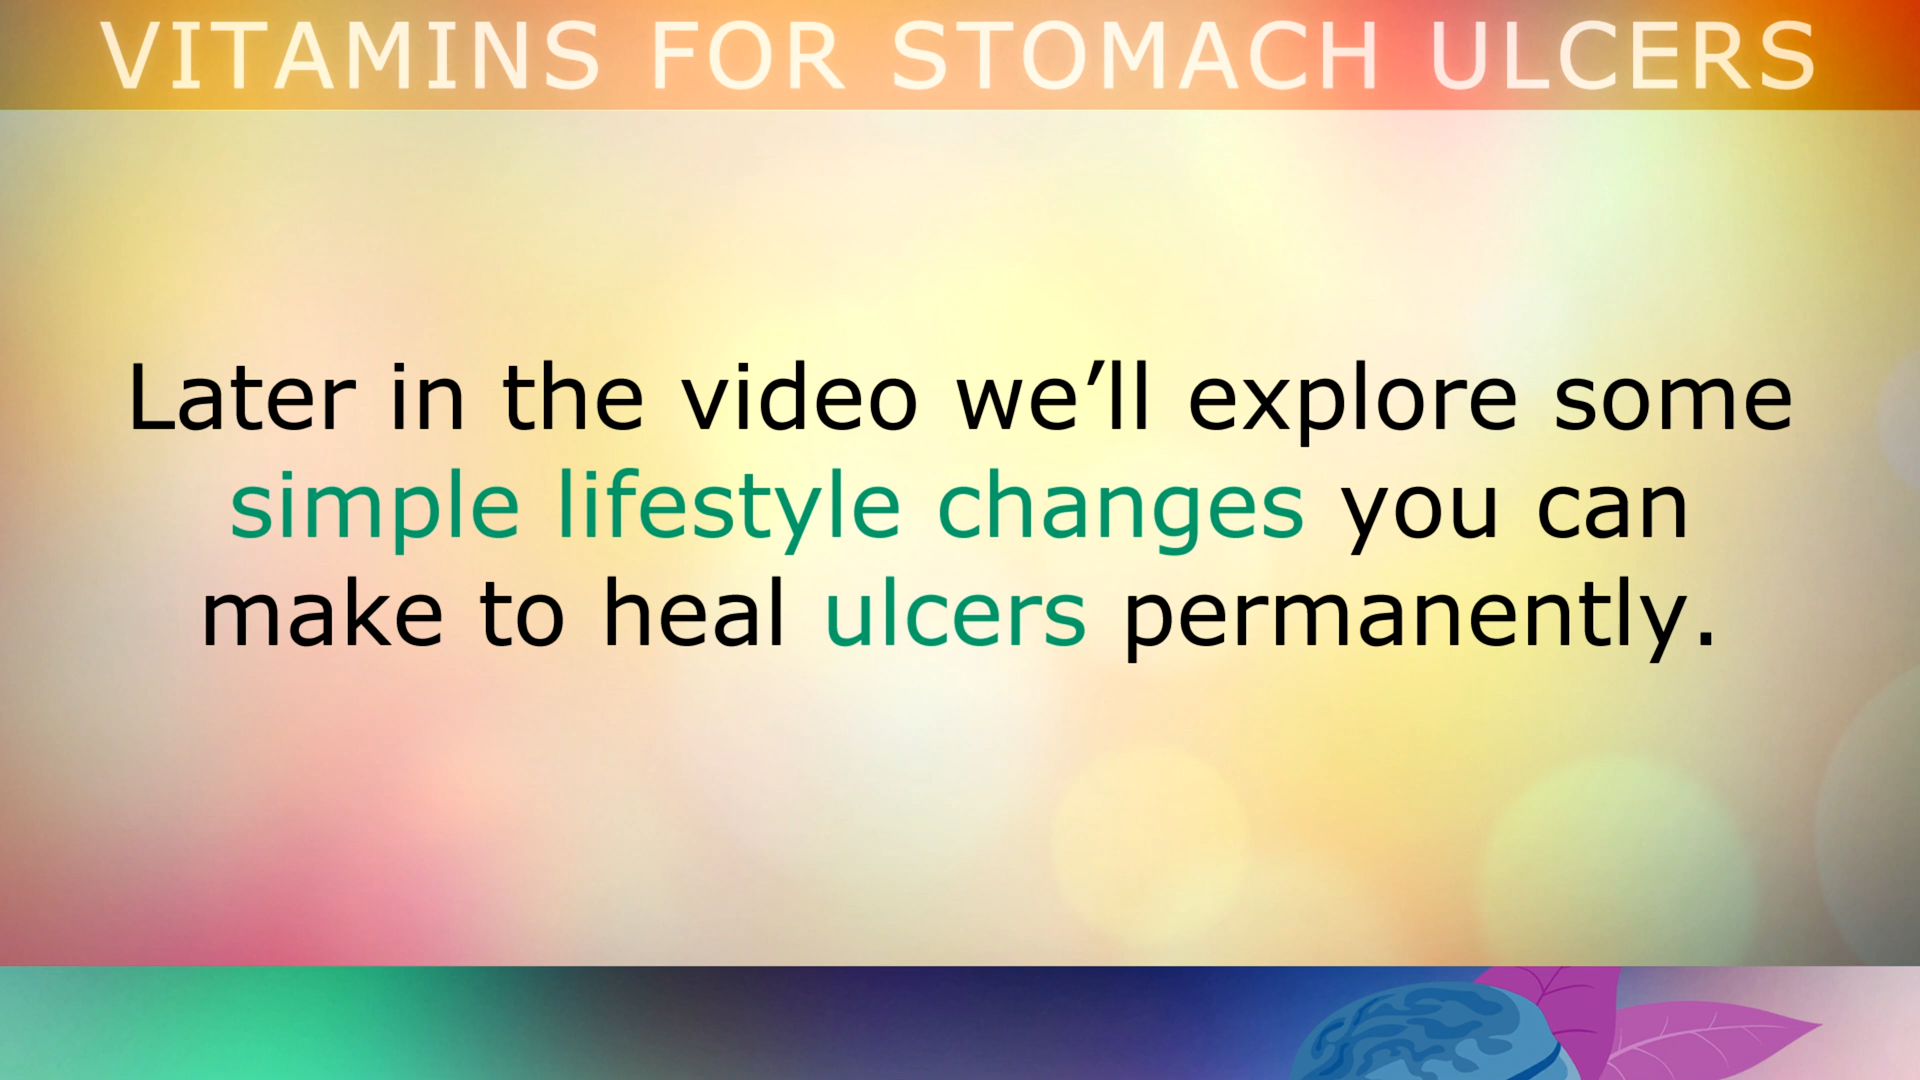 VITAMINS FOR STOMACH ULCERS
Later in the video we’ll explore some
simple lifestyle changes you can
make to heal ulcers permanently.